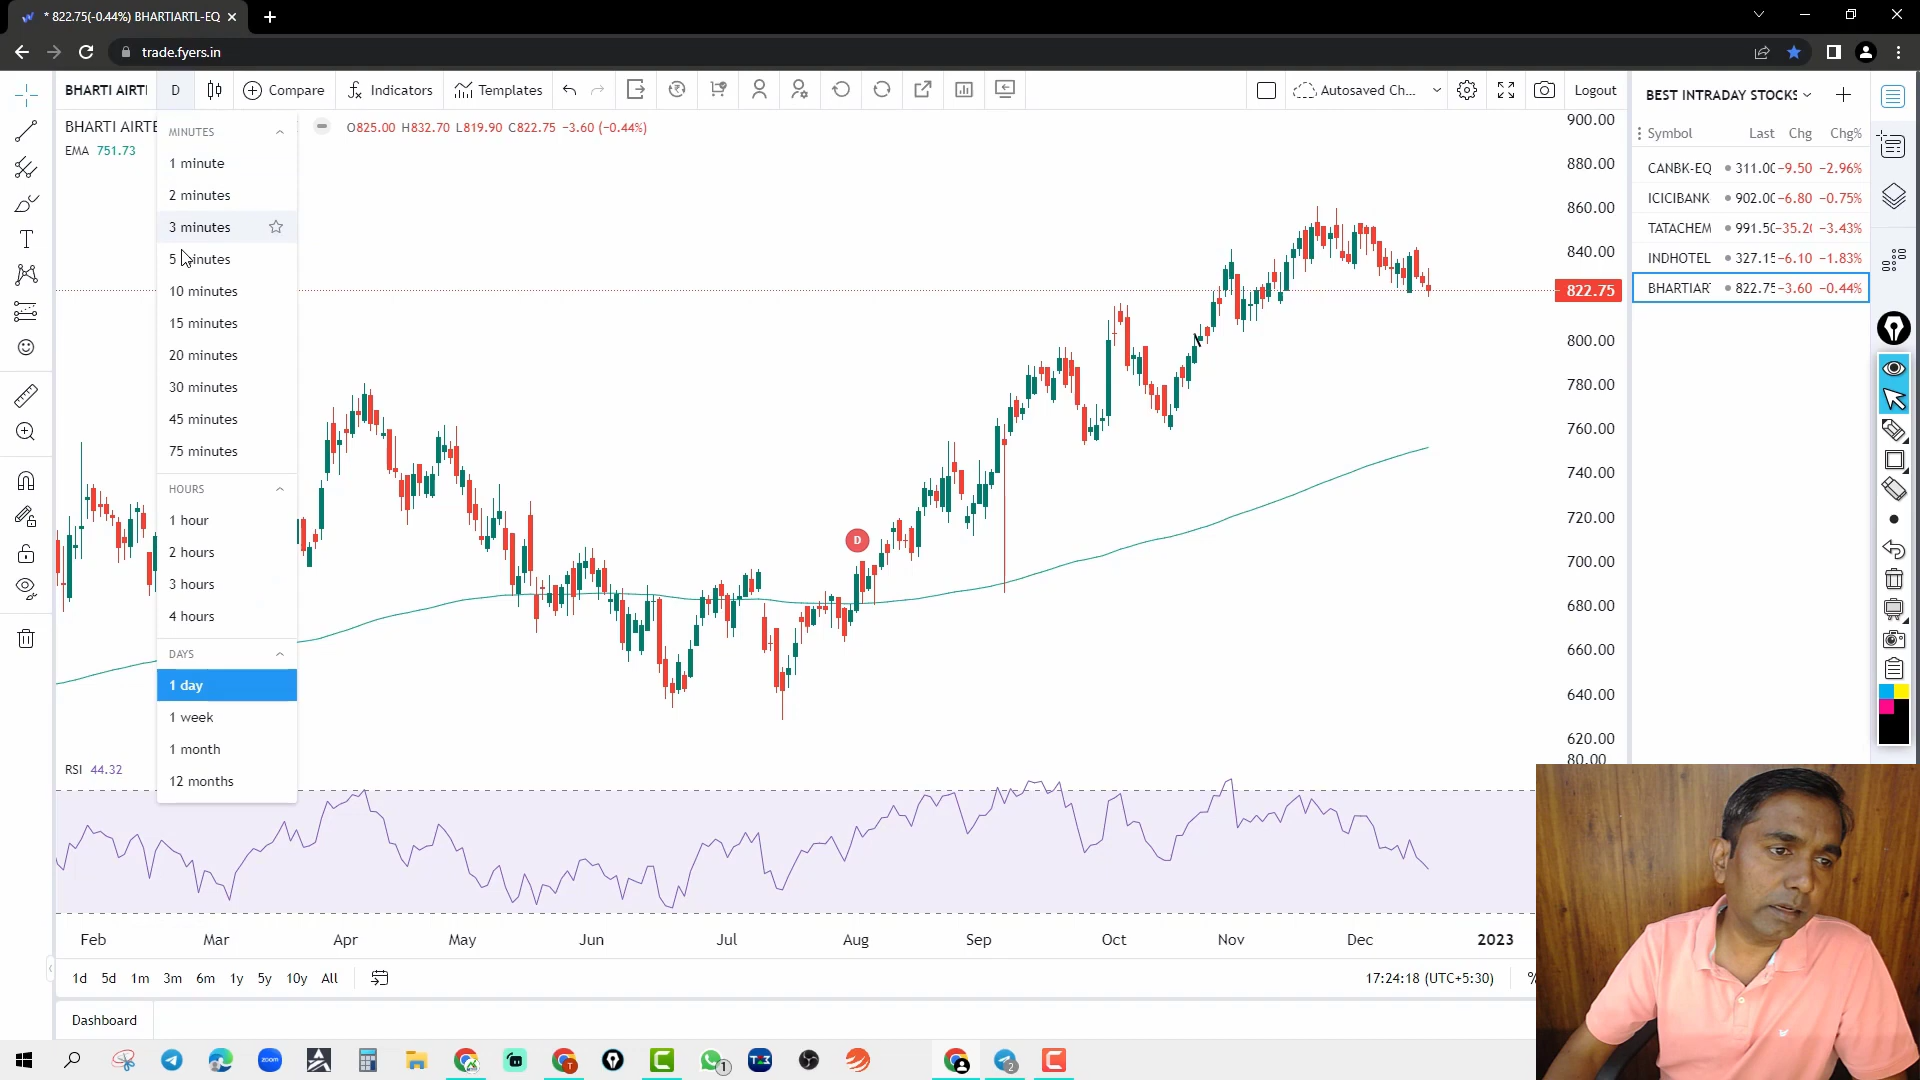 * 822.75(-0.44%) BHARTIARTL-EQ
trade.fyers.in
BHARTI AIRTI D Compare Indicators Templates Autosaved Ch... Logout
BHARTI AIRTE O825.00 H832.70 L819.90 C822.75 −3.60 (−0.44%)
EMA 751.73
MINUTES
1 minute
2 minutes
3 minutes
5 minutes
10 minutes
15 minutes
20 minutes
30 minutes
45 minutes
75 minutes
HOURS
1 hour
2 hours
3 hours
4 hours
DAYS
1 day
1 week
1 month
12 months
D
900.00
880.00
860.00
840.00
822.75
800.00
780.00
760.00
740.00
720.00
700.00
680.00
660.00
640.00
620.00
80.00
RSI 44.32
Feb Mar Apr May Jun Jul Aug Sep Oct Nov Dec 2023
1d 5d 1m 3m 6m 1y 5y 10y All 17:24:18 (UTC+5:30) %
Dashboard
BEST INTRADAY STOCKS
Symbol Last Chg Chg%
CANBK-EQ 311.00 −9.50 −2.96%
ICICIBANK 902.00 −6.80 −0.75%
TATACHEM 991.50 −35.20 −3.43%
INDHOTEL 327.15 −6.10 −1.83%
BHARTIAR 822.75 −3.60 −0.44%
zoom
1
2